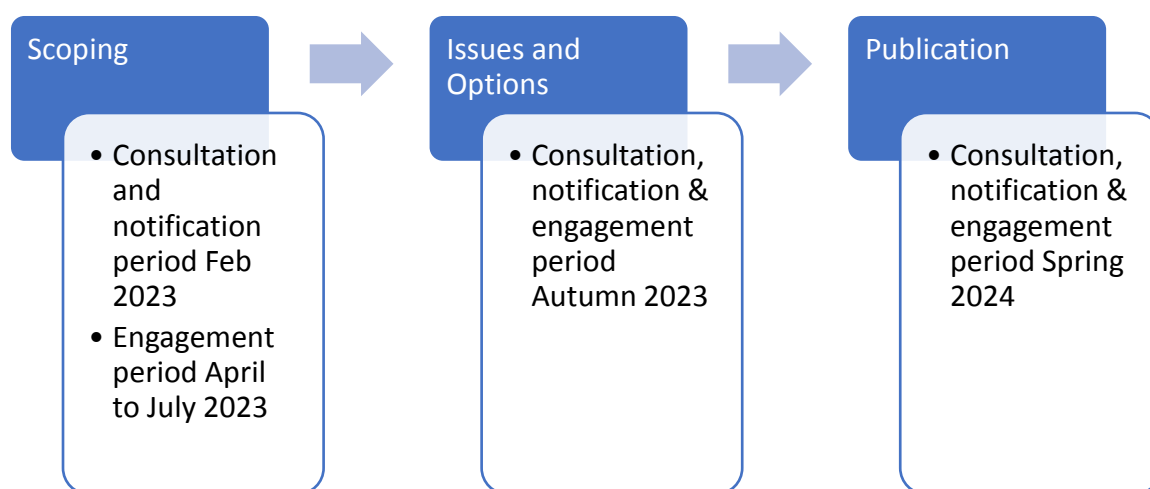 Scoping
• Consultation
and
notification
period Feb
2023
• Engagement
period April
to July 2023
Issues and
Options
• Consultation,
notification &
engagement
period
Autumn 2023
Publication
• Consultation,
notification &
engagement
period Spring
2024